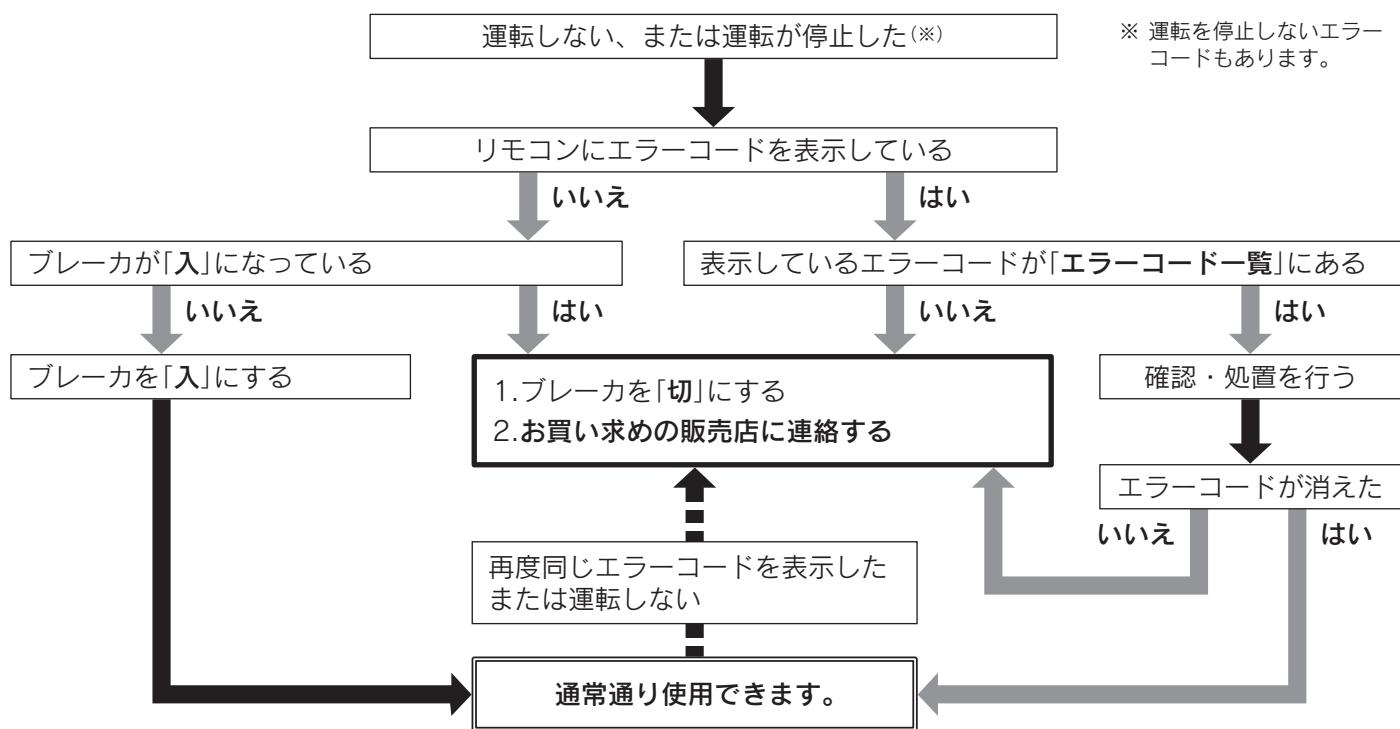 運転しない、または運転が停止した(※)
※ 運転を停止しないエラー
コードもあります。
リモコンにエラーコードを表示している
いいえ
はい
ブレーカが「入」になっている
表示しているエラーコードが「エラーコード一覧」にある
いいえ
はい
いいえ
はい
ブレーカを「入」にする
1.ブレーカを「切」にする
2.お買い求めの販売店に連絡する
確認・処置を行う
エラーコードが消えた
いいえ
はい
再度同じエラーコードを表示した
または運転しない
通常通り使用できます。